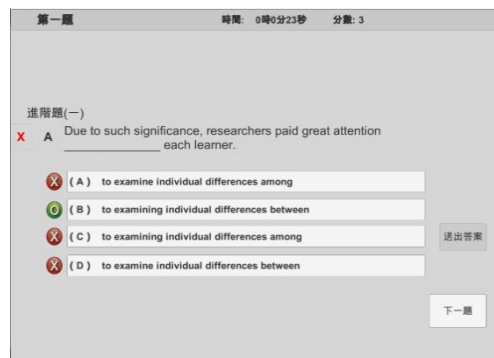 第一題 時間: 0時0分23秒 分數: 3
進階題(一)
X A Due to such significance, researchers paid great attention
______________ each learner.
X (A) to examine individual differences among
O (B) to examining individual differences between
X (C) to examining individual differences among
送出答案
X (D) to examine individual differences between
下一題